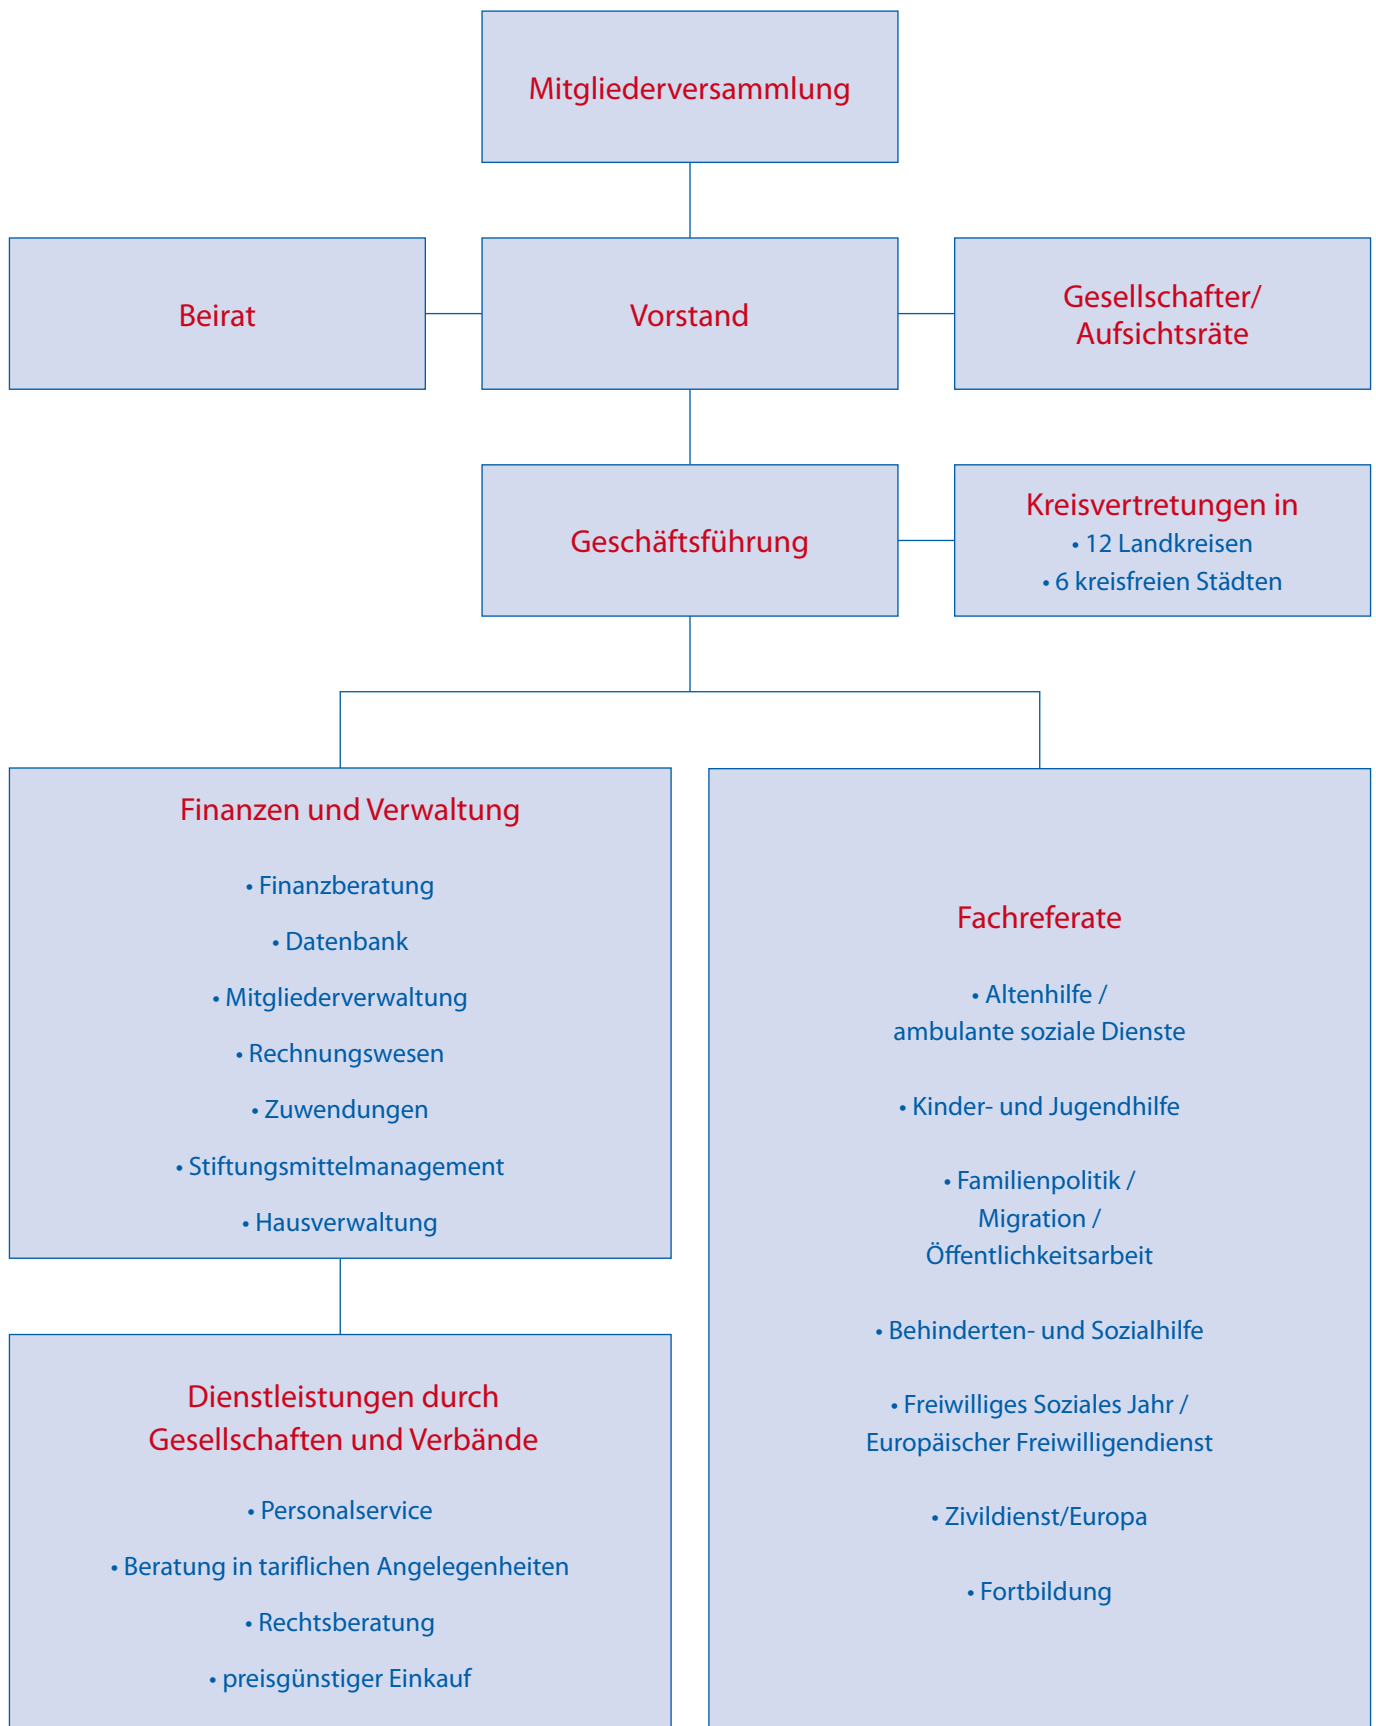 Mitgliederversammlung
Beirat
Vorstand
Gesellschafter/
Aufsichtsräte
Geschäftsführung
Kreisvertretungen in
• 12 Landkreisen
• 6 kreisfreien Städten
Finanzen und Verwaltung
• Finanzberatung
• Datenbank
• Mitgliederverwaltung
• Rechnungswesen
• Zuwendungen
• Stiftungsmittelmanagement
• Hausverwaltung
Dienstleistungen durch
Gesellschaften und Verbände
• Personalservice
• Beratung in tariflichen Angelegenheiten
• Rechtsberatung
• preisgünstiger Einkauf
Fachreferate
• Altenhilfe /
ambulante soziale Dienste
• Kinder- und Jugendhilfe
• Familienpolitik /
Migration /
Öffentlichkeitsarbeit
• Behinderten- und Sozialhilfe
• Freiwilliges Soziales Jahr /
Europäischer Freiwilligendienst
• Zivildienst/Europa
• Fortbildung